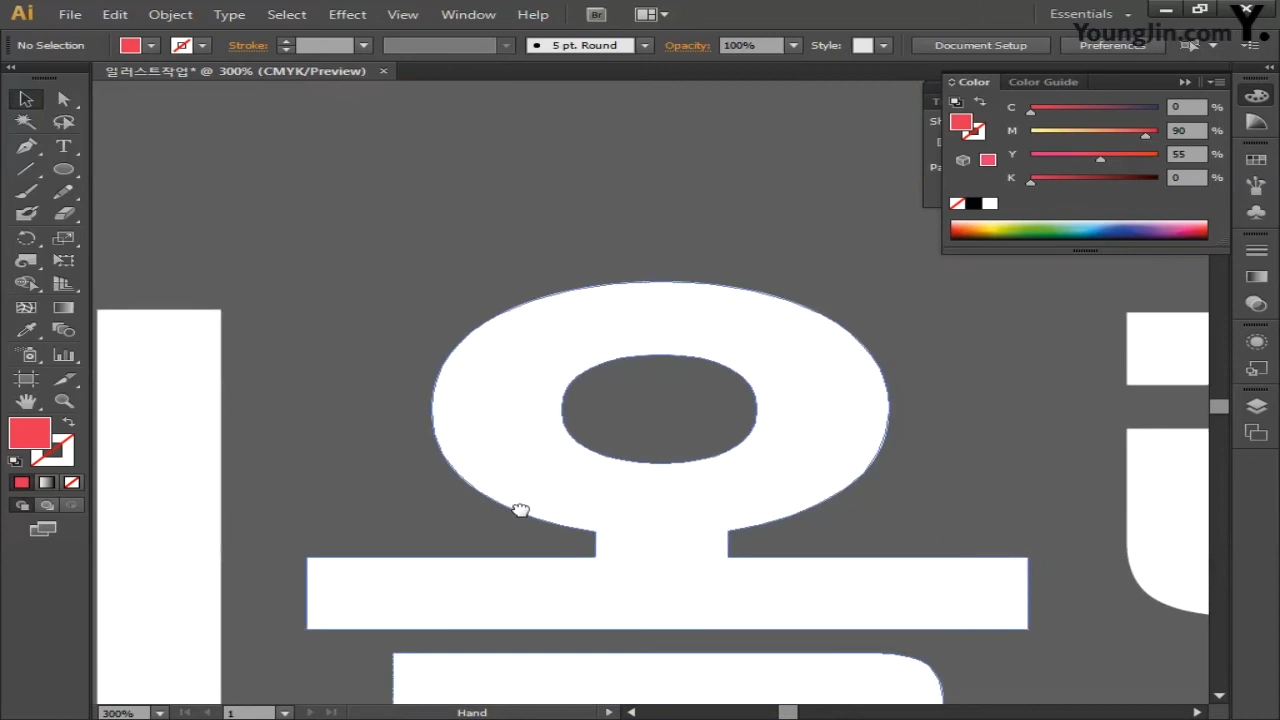 Ai File Edit Object Type Select Effect View Window Help Br Essentials
YoungJin.com Y.
No Selection Stroke: 5 pt. Round Opacity: 100% Style: Document Setup Preferences
일러스트작업* @ 300% (CMYK/Preview) ×
Color Color Guide
C 0 %
M 90 %
Y 55 %
K 0 %
300% 1 Hand